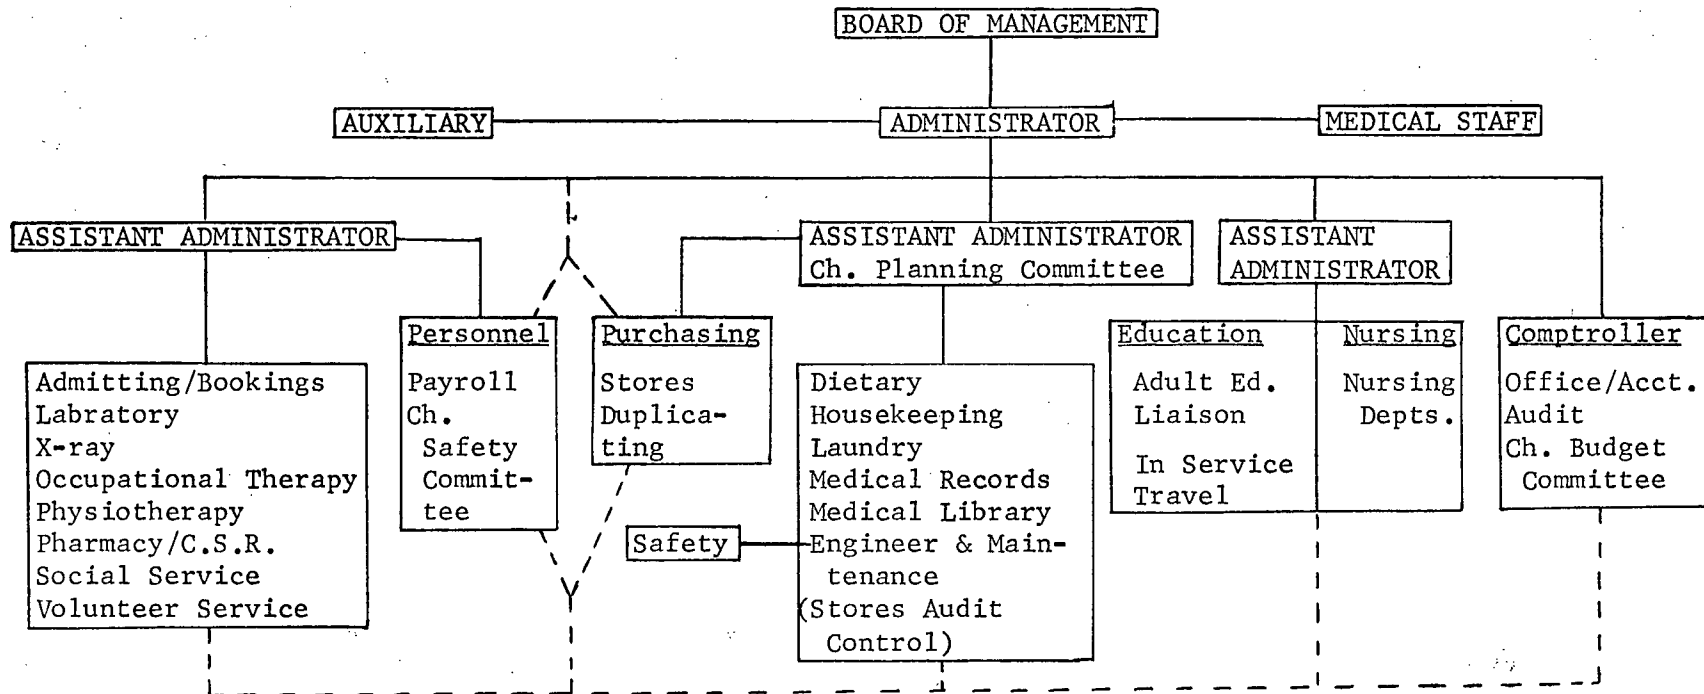 BOARD OF MANAGEMENT
AUXILIARY
ADMINISTRATOR
MEDICAL STAFF
ASSISTANT ADMINISTRATOR
ASSISTANT ADMINISTRATOR
Ch. Planning Committee
ASSISTANT
ADMINISTRATOR
Admitting/Bookings
Labratory
X-ray
Occupational Therapy
Physiotherapy
Pharmacy/C.S.R.
Social Service
Volunteer Service
Personnel
Payroll
Ch.
Safety
Commit-
tee
Purchasing
Stores
Duplica-
ting
Safety
Dietary
Housekeeping
Laundry
Medical Records
Medical Library
Engineer & Main-
tenance
(Stores Audit
Control)
Education
Adult Ed.
Liaison
In Service
Travel
Nursing
Nursing
Depts.
Comptroller
Office/Acct.
Audit
Ch. Budget
Committee